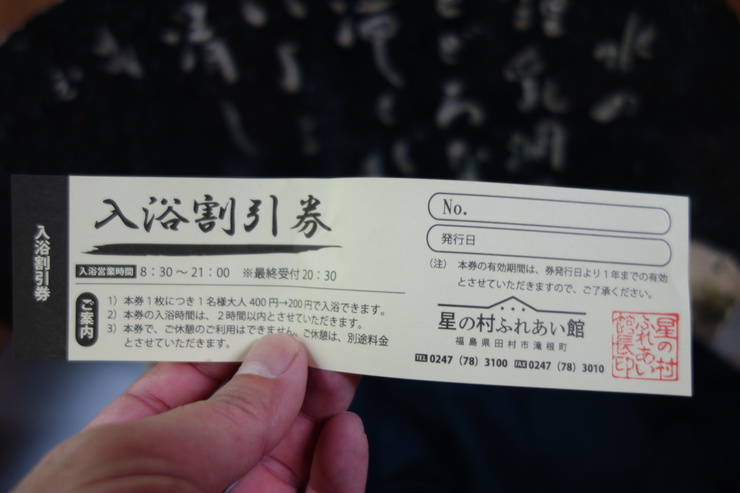 入浴割引券
入浴割引券
入浴営業時間 8:30～21:00 ※最終受付20:30
ご案内
1) 本券1枚につき1名様大人400円→200円で入浴できます。
2) 本券の入浴時間は、2時間以内とさせていただきます。
3) 本券で、ご休憩のご利用はできません。ご休憩は、別途料金
とさせていただきます。
No.
発行日
(注) 本券の有効期間は、券発行日より1年までの有効
とさせていただきますので、ご了承ください。
星の村ふれあい館
福島県田村市滝根町
TEL 0247 (78) 3100 FAX 0247 (78) 3010
星の村
ふれあい
館長印